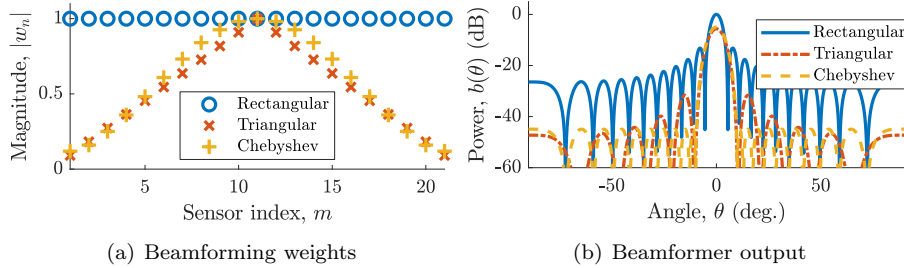 Magnitude, |w_n|
1
0.5
0
Rectangular
Triangular
Chebyshev
5
10
15
20
Sensor index, m
(a) Beamforming weights
Power, b(θ) (dB)
0
-20
-40
-60
Rectangular
Triangular
Chebyshev
-50
0
50
Angle, θ (deg.)
(b) Beamformer output